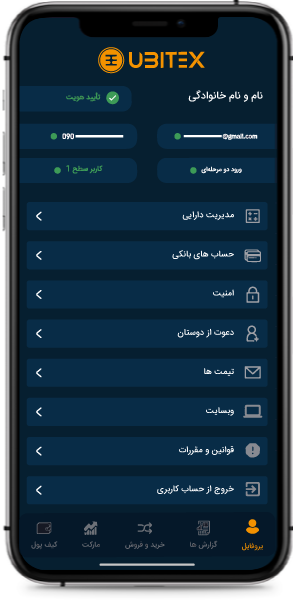 UBITEX
نام و نام خانوادگی
تأیید هویت
@gmail.com
090
ورود دو مرحله‌ای
کاربر سطح 1
مدیریت دارایی
حساب های بانکی
امنیت
دعوت از دوستان
تیمت ها
وبسایت
قوانین و مقررات
خروج از حساب کاربری
پروفایل
گزارش ها
خرید و فروش
مارکت
کیف پول